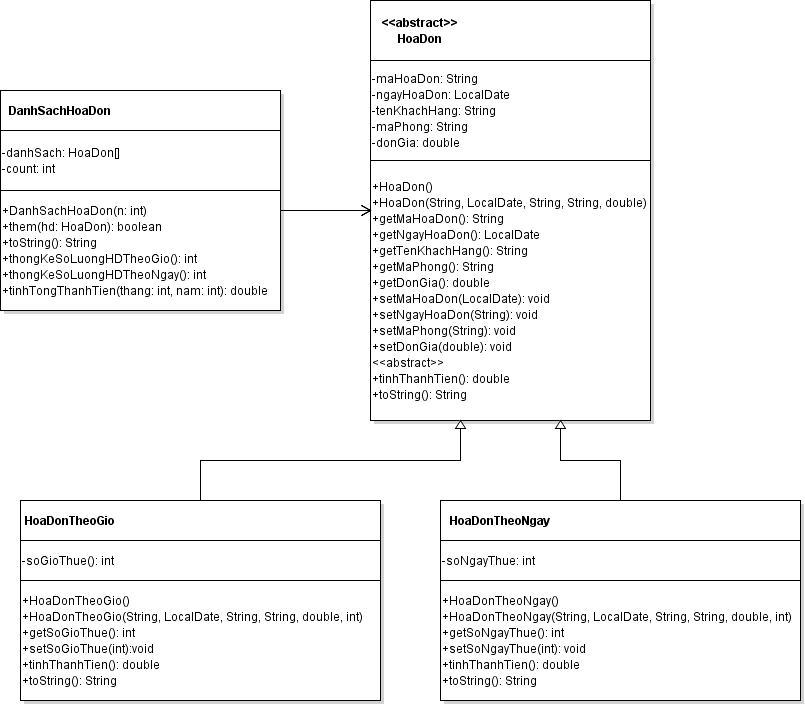 <<abstract>>
HoaDon
-maHoaDon: String
-ngayHoaDon: LocalDate
-tenKhachHang: String
-maPhong: String
-donGia: double
+HoaDon()
+HoaDon(String, LocalDate, String, String, double)
+getMaHoaDon(): String
+getNgayHoaDon(): LocalDate
+getTenKhachHang(): String
+getMaPhong(): String
+getDonGia(): double
+setMaHoaDon(LocalDate): void
+setNgayHoaDon(String): void
+setMaPhong(String): void
+setDonGia(double): void
<<abstract>>
+tinhThanhTien(): double
+toString(): String
DanhSachHoaDon
-danhSach: HoaDon[]
-count: int
+DanhSachHoaDon(n: int)
+them(hd: HoaDon): boolean
+toString(): String
+thongKeSoLuongHDTheoGio(): int
+thongKeSoLuongHDTheoNgay(): int
+tinhTongThanhTien(thang: int, nam: int): double
HoaDonTheoGio
-soGioThue(): int
+HoaDonTheoGio()
+HoaDonTheoGio(String, LocalDate, String, String, double, int)
+getSoGioThue(): int
+setSoGioThue(int):void
+tinhThanhTien(): double
+toString(): String
HoaDonTheoNgay
-soNgayThue: int
+HoaDonTheoNgay()
+HoaDonTheoNgay(String, LocalDate, String, String, double, int)
+getSoNgayThue(): int
+setSoNgayThue(int): void
+tinhThanhTien(): double
+toString(): String